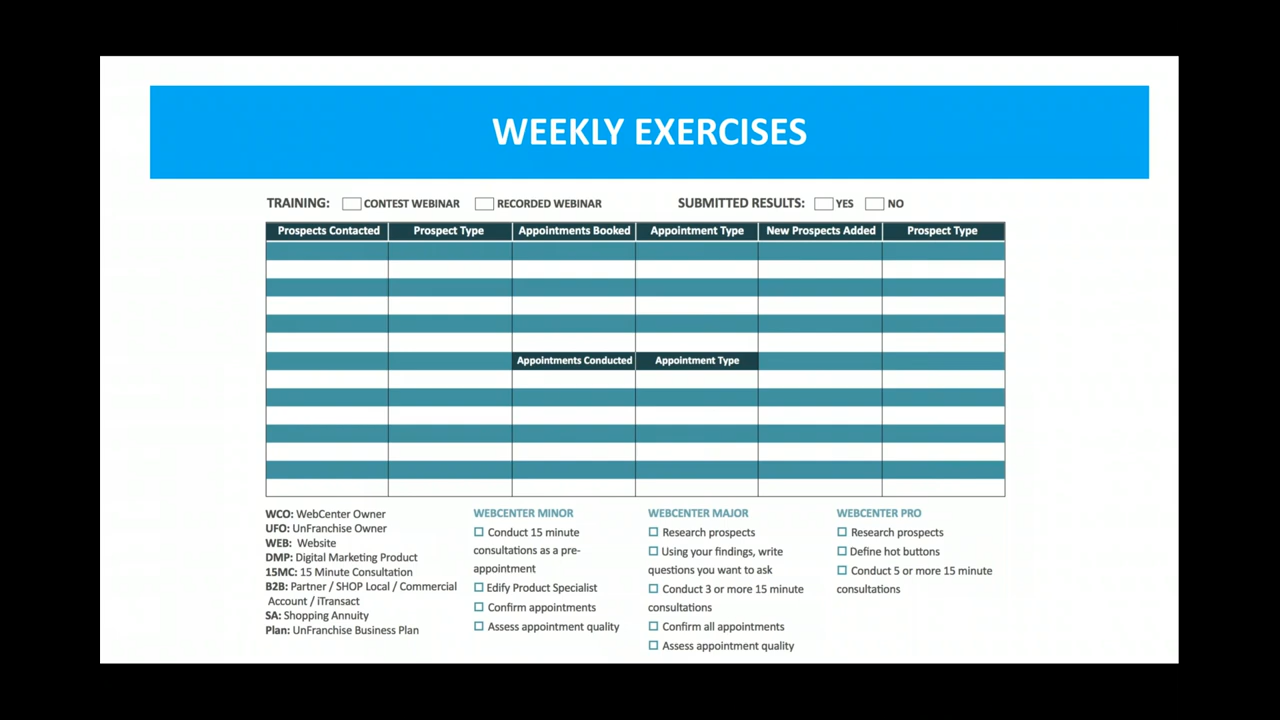 WEEKLY EXERCISES
TRAINING: CONTEST WEBINAR RECORDED WEBINAR SUBMITTED RESULTS: YES NO
Prospects Contacted Prospect Type Appointments Booked Appointment Type New Prospects Added Prospect Type
Appointments Conducted Appointment Type
WCO: WebCenter Owner
UFO: UnFranchise Owner
WEB: Website
DMP: Digital Marketing Product
15MC: 15 Minute Consultation
B2B: Partner / SHOP Local / Commercial
Account / iTransact
SA: Shopping Annuity
Plan: UnFranchise Business Plan
WEBCENTER MINOR
Conduct 15 minute
consultations as a pre-
appointment
Edify Product Specialist
Confirm appointments
Assess appointment quality
WEBCENTER MAJOR
Research prospects
Using your findings, write
questions you want to ask
Conduct 3 or more 15 minute
consultations
Confirm all appointments
Assess appointment quality
WEBCENTER PRO
Research prospects
Define hot buttons
Conduct 5 or more 15 minute
consultations